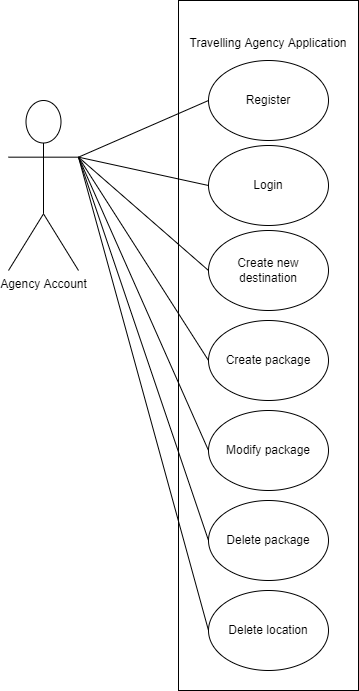 Travelling Agency Application
Register
Login
Create new
destination
Agency Account
Create package
Modify package
Delete package
Delete location